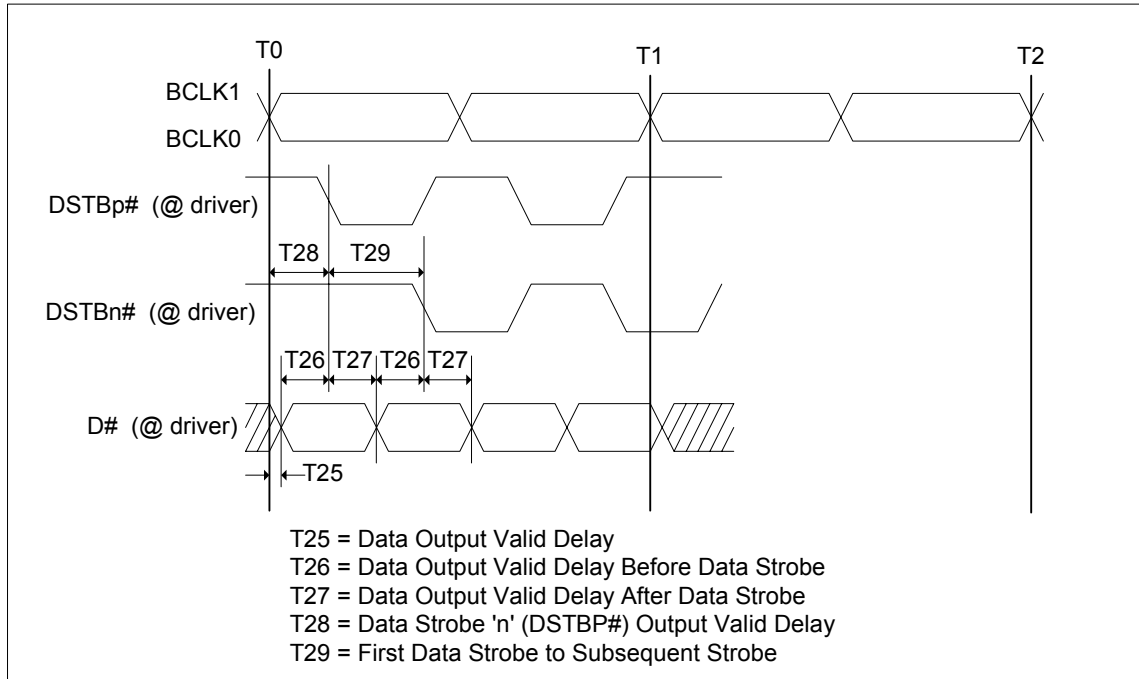 T0
T1
T2
BCLK1
BCLK0
DSTBp# (@ driver)
T28
T29
DSTBn# (@ driver)
T26
T27
T26
T27
D# (@ driver)
T25
T25 = Data Output Valid Delay
T26 = Data Output Valid Delay Before Data Strobe
T27 = Data Output Valid Delay After Data Strobe
T28 = Data Strobe 'n' (DSTBP#) Output Valid Delay
T29 = First Data Strobe to Subsequent Strobe